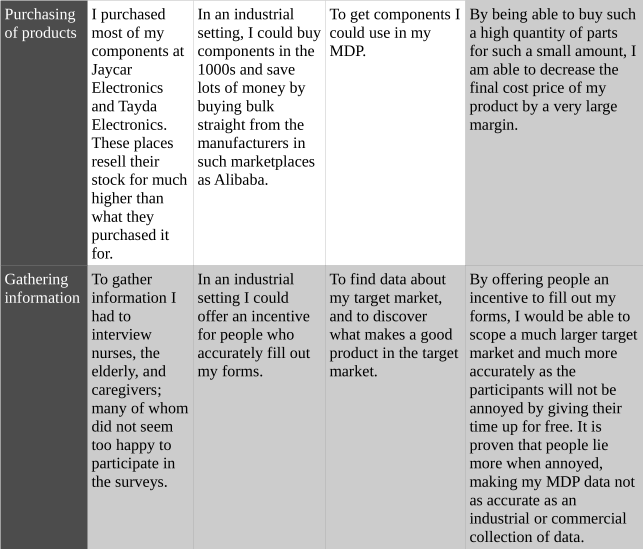 Purchasing
of products
I purchased
most of my
components at
Jaycar
Electronics
and Tayda
Electronics.
These places
resell their
stock for much
higher than
what they
purchased it
for.
In an industrial
setting, I could buy
components in the
1000s and save
lots of money by
buying bulk
straight from the
manufacturers in
such marketplaces
as Alibaba.
To get components I
could use in my
MDP.
By being able to buy such
a high quantity of parts
for such a small amount, I
am able to decrease the
final cost price of my
product by a very large
margin.
Gathering
information
To gather
information I
had to
interview
nurses, the
elderly, and
caregivers;
many of whom
did not seem
too happy to
participate in
the surveys.
In an industrial
setting I could
offer an incentive
for people who
accurately fill out
my forms.
To find data about
my target market,
and to discover
what makes a good
product in the target
market.
By offering people an
incentive to fill out my
forms, I would be able to
scope a much larger target
market and much more
accurately as the
participants will not be
annoyed by giving their
time up for free. It is
proven that people lie
more when annoyed,
making my MDP data not
as accurate as an
industrial or commercial
collection of data.